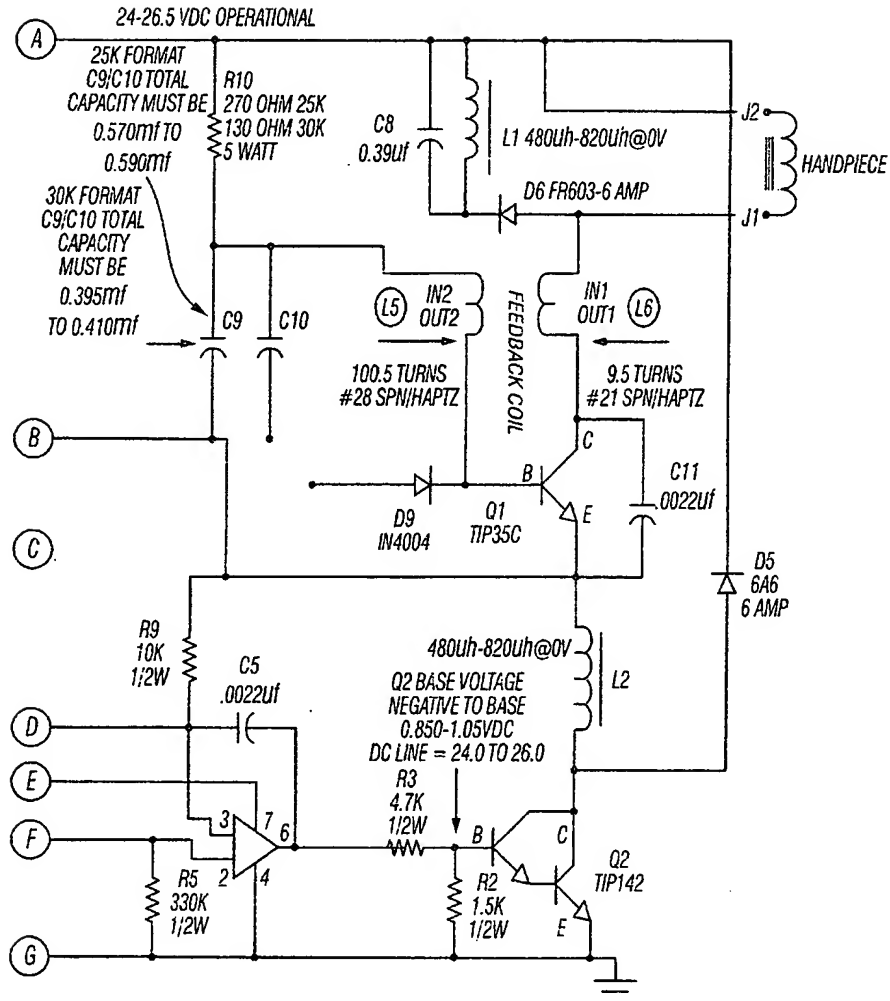 24-26.5 VDC OPERATIONAL
A
25K FORMAT
C9/C10 TOTAL
CAPACITY MUST BE
0.570mf TO
0.590mf
R10
270 OHM 25K
130 OHM 30K
5 WATT
C8
0.39uf
L1 480Uh-820Uh@0V
J2
HANDPIECE
J1
D6 FR603-6 AMP
30K FORMAT
C9/C10 TOTAL
CAPACITY
MUST BE
0.395mf
TO 0.410mf
C9
C10
L5
IN2
OUT2
FEEDBACK COIL
IN1
OUT1
L6
100.5 TURNS
#28 SPN/HAPTZ
9.5 TURNS
#21 SPN/HAPTZ
B
C
B
E
C11
.0022Uf
D9
IN4004
Q1
TIP35C
C
D5
6A6
6 AMP
R9
10K
1/2W
C5
.0022Uf
480Uh-820Uh@0V
L2
Q2 BASE VOLTAGE
NEGATIVE TO BASE
0.850-1.05VDC
DC LINE = 24.0 TO 26.0
D
E
R3
4.7K
1/2W
F
3
7
6
2
4
B
C
Q2
TIP142
E
R5
330K
1/2W
R2
1.5K
1/2W
G